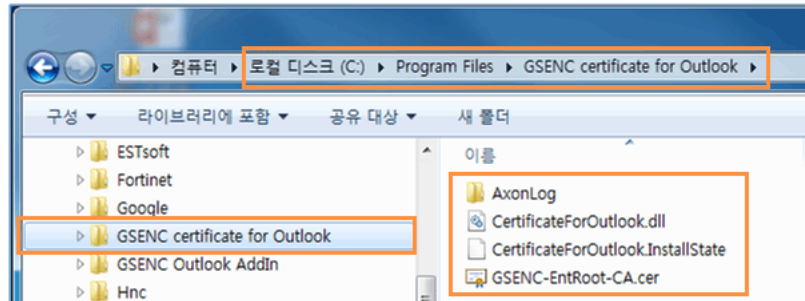 컴퓨터 ▸ 로컬 디스크 (C:) ▸ Program Files ▸ GSENC certificate for Outlook ▸
구성 ▾ 라이브러리에 포함 ▾ 공유 대상 ▾ 새 폴더
이름
ESTsoft
Fortinet
Google
GSENC certificate for Outlook
GSENC Outlook AddIn
Hnc
AxonLog
CertificateForOutlook.dll
CertificateForOutlook.InstallState
GSENC-EntRoot-CA.cer